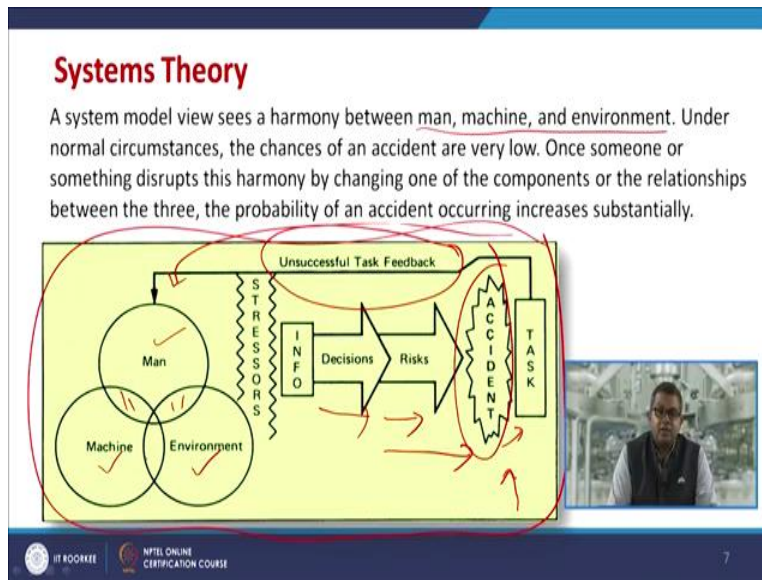 Systems Theory
A system model view sees a harmony between man, machine, and environment. Under
normal circumstances, the chances of an accident are very low. Once someone or
something disrupts this harmony by changing one of the components or the relationships
between the three, the probability of an accident occurring increases substantially.
Unsuccessful Task Feedback
Man
Machine
Environment
STRESSORS
INFO
Decisions
Risks
ACCIDENT
TASK
IIT ROORKEE
NPTEL ONLINE
CERTIFICATION COURSE
7